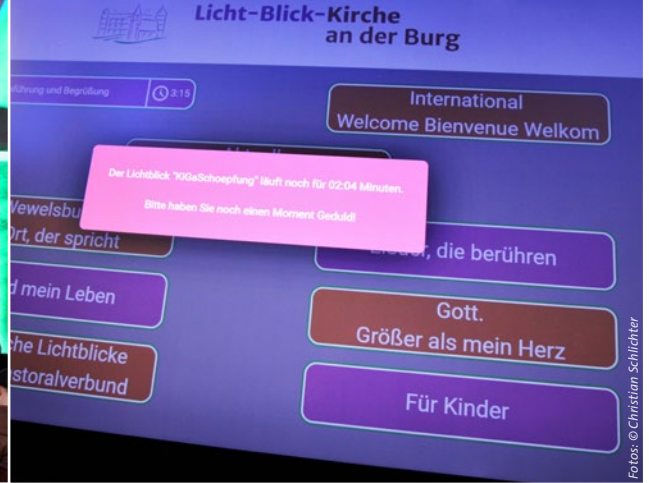 Licht-Blick-Kirche
an der Burg
führung und Begrüßung
3:15
International
Welcome Bienvenue Welkom
Der Lichtblick "KiGaSchoepfung" läuft noch für 02:04 Minuten.
Bitte haben Sie noch einen Moment Geduld!
Wewelsbu
Ort, der spricht
, die berühren
d mein Leben
Gott.
Größer als mein Herz
che Lichtblicke
storalverbund
Für Kinder
Fotos: © Christian Schlichter